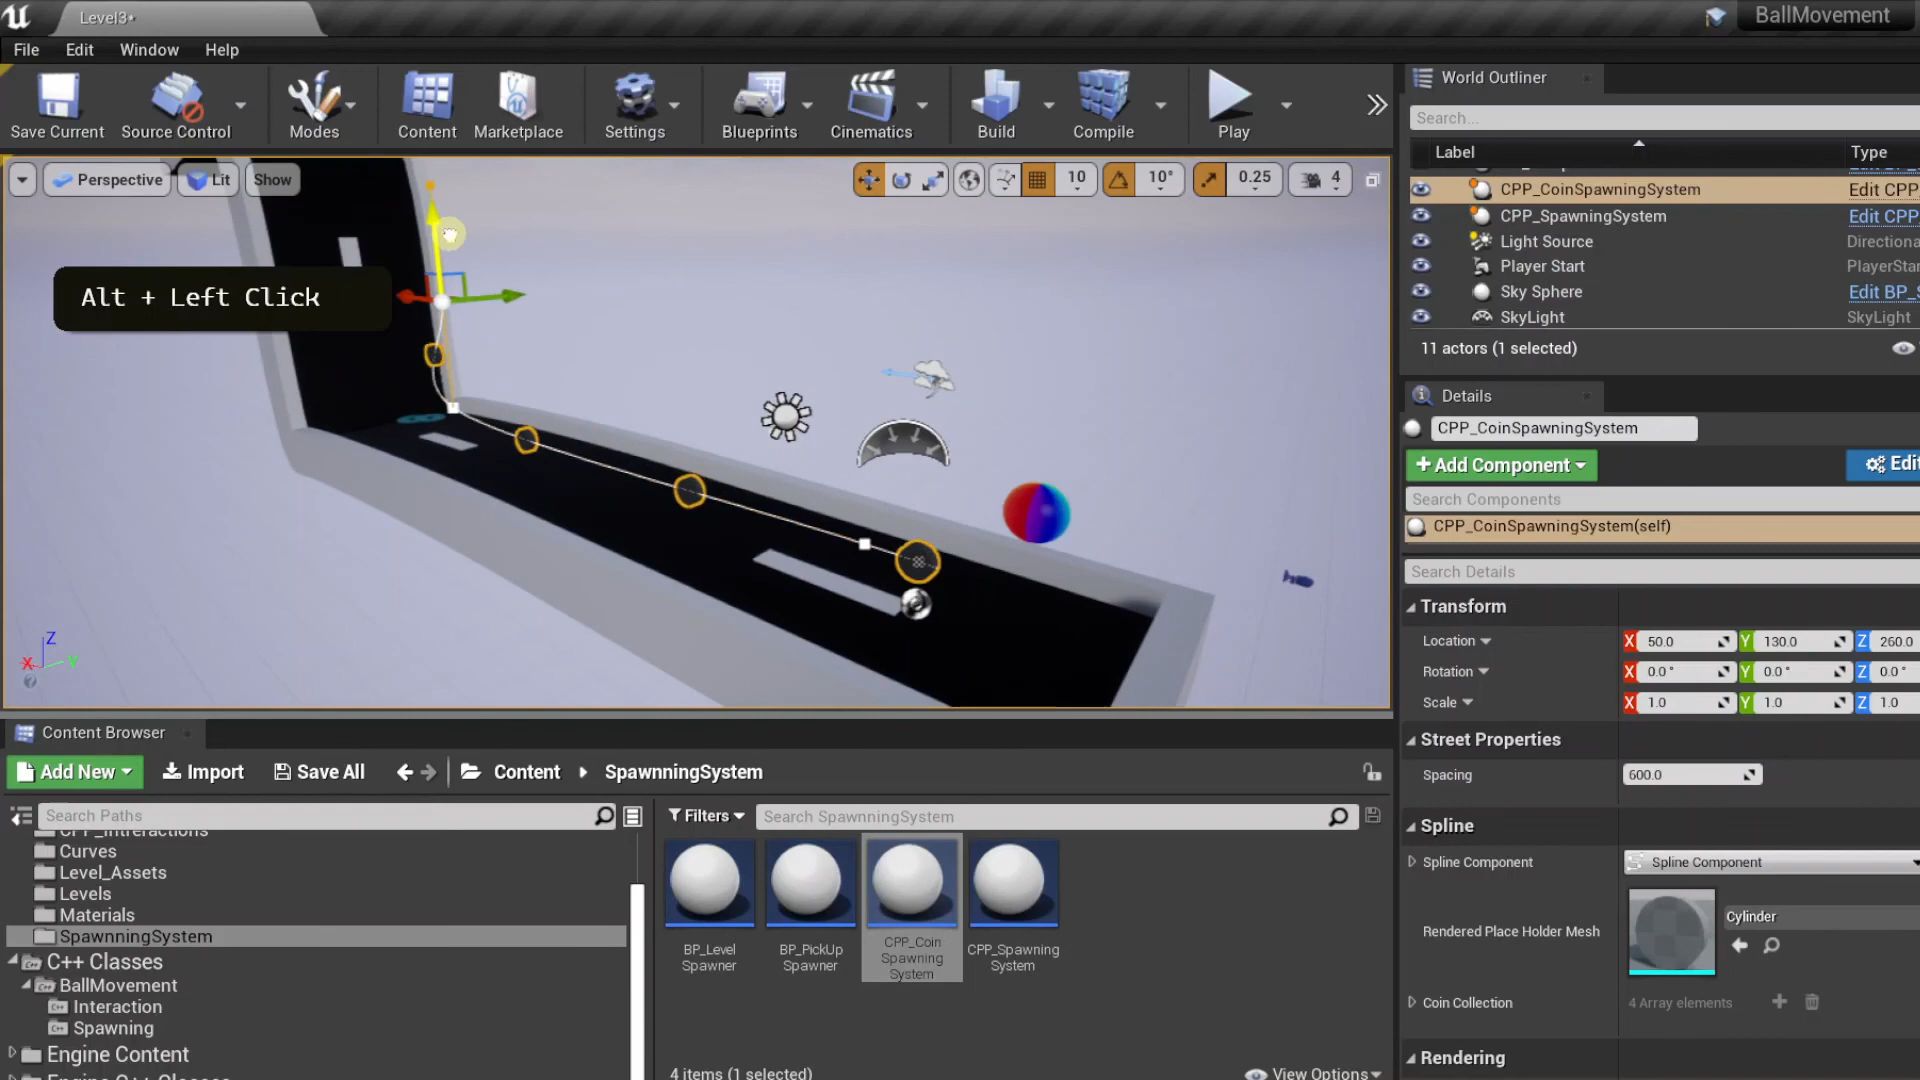 Level3*
BallMovement
File Edit Window Help
Save Current
Source Control
Modes
Content
Marketplace
Settings
Blueprints
Cinematics
Build
Compile
Play
Perspective
Lit
Show
10
10°
0.25
4
Alt + Left Click
Z
X
Y
World Outliner
Search...
Label
Type
CPP_CoinSpawningSystem Edit CPP
CPP_SpawningSystem Edit CPP
Light Source Directiona
Player Start PlayerStar
Sky Sphere Edit BP_S
SkyLight SkyLight
11 actors (1 selected)
Details
CPP_CoinSpawningSystem
+Add Component
Edit
Search Components
CPP_CoinSpawningSystem(self)
Search Details
Transform
Location X 50.0 Y 130.0 Z 260.0
Rotation X 0.0° Y 0.0° Z 0.0°
Scale X 1.0 Y 1.0 Z 1.0
Street Properties
Spacing 600.0
Spline
Spline Component Spline Component
Rendered Place Holder Mesh
Cylinder
Coin Collection 4 Array elements
Rendering
Content Browser
Add New Import Save All Content SpawnningSystem
Search Paths
Filters
Search SpawnningSystem
Curves
Level_Assets
Levels
Materials
SpawnningSystem
C++ Classes
BallMovement
Interaction
Spawning
Engine Content
BP_Level
Spawner
BP_PickUp
Spawner
CPP_Coin
Spawning
System
CPP_Spawning
System
4 items (1 selected)
View Options